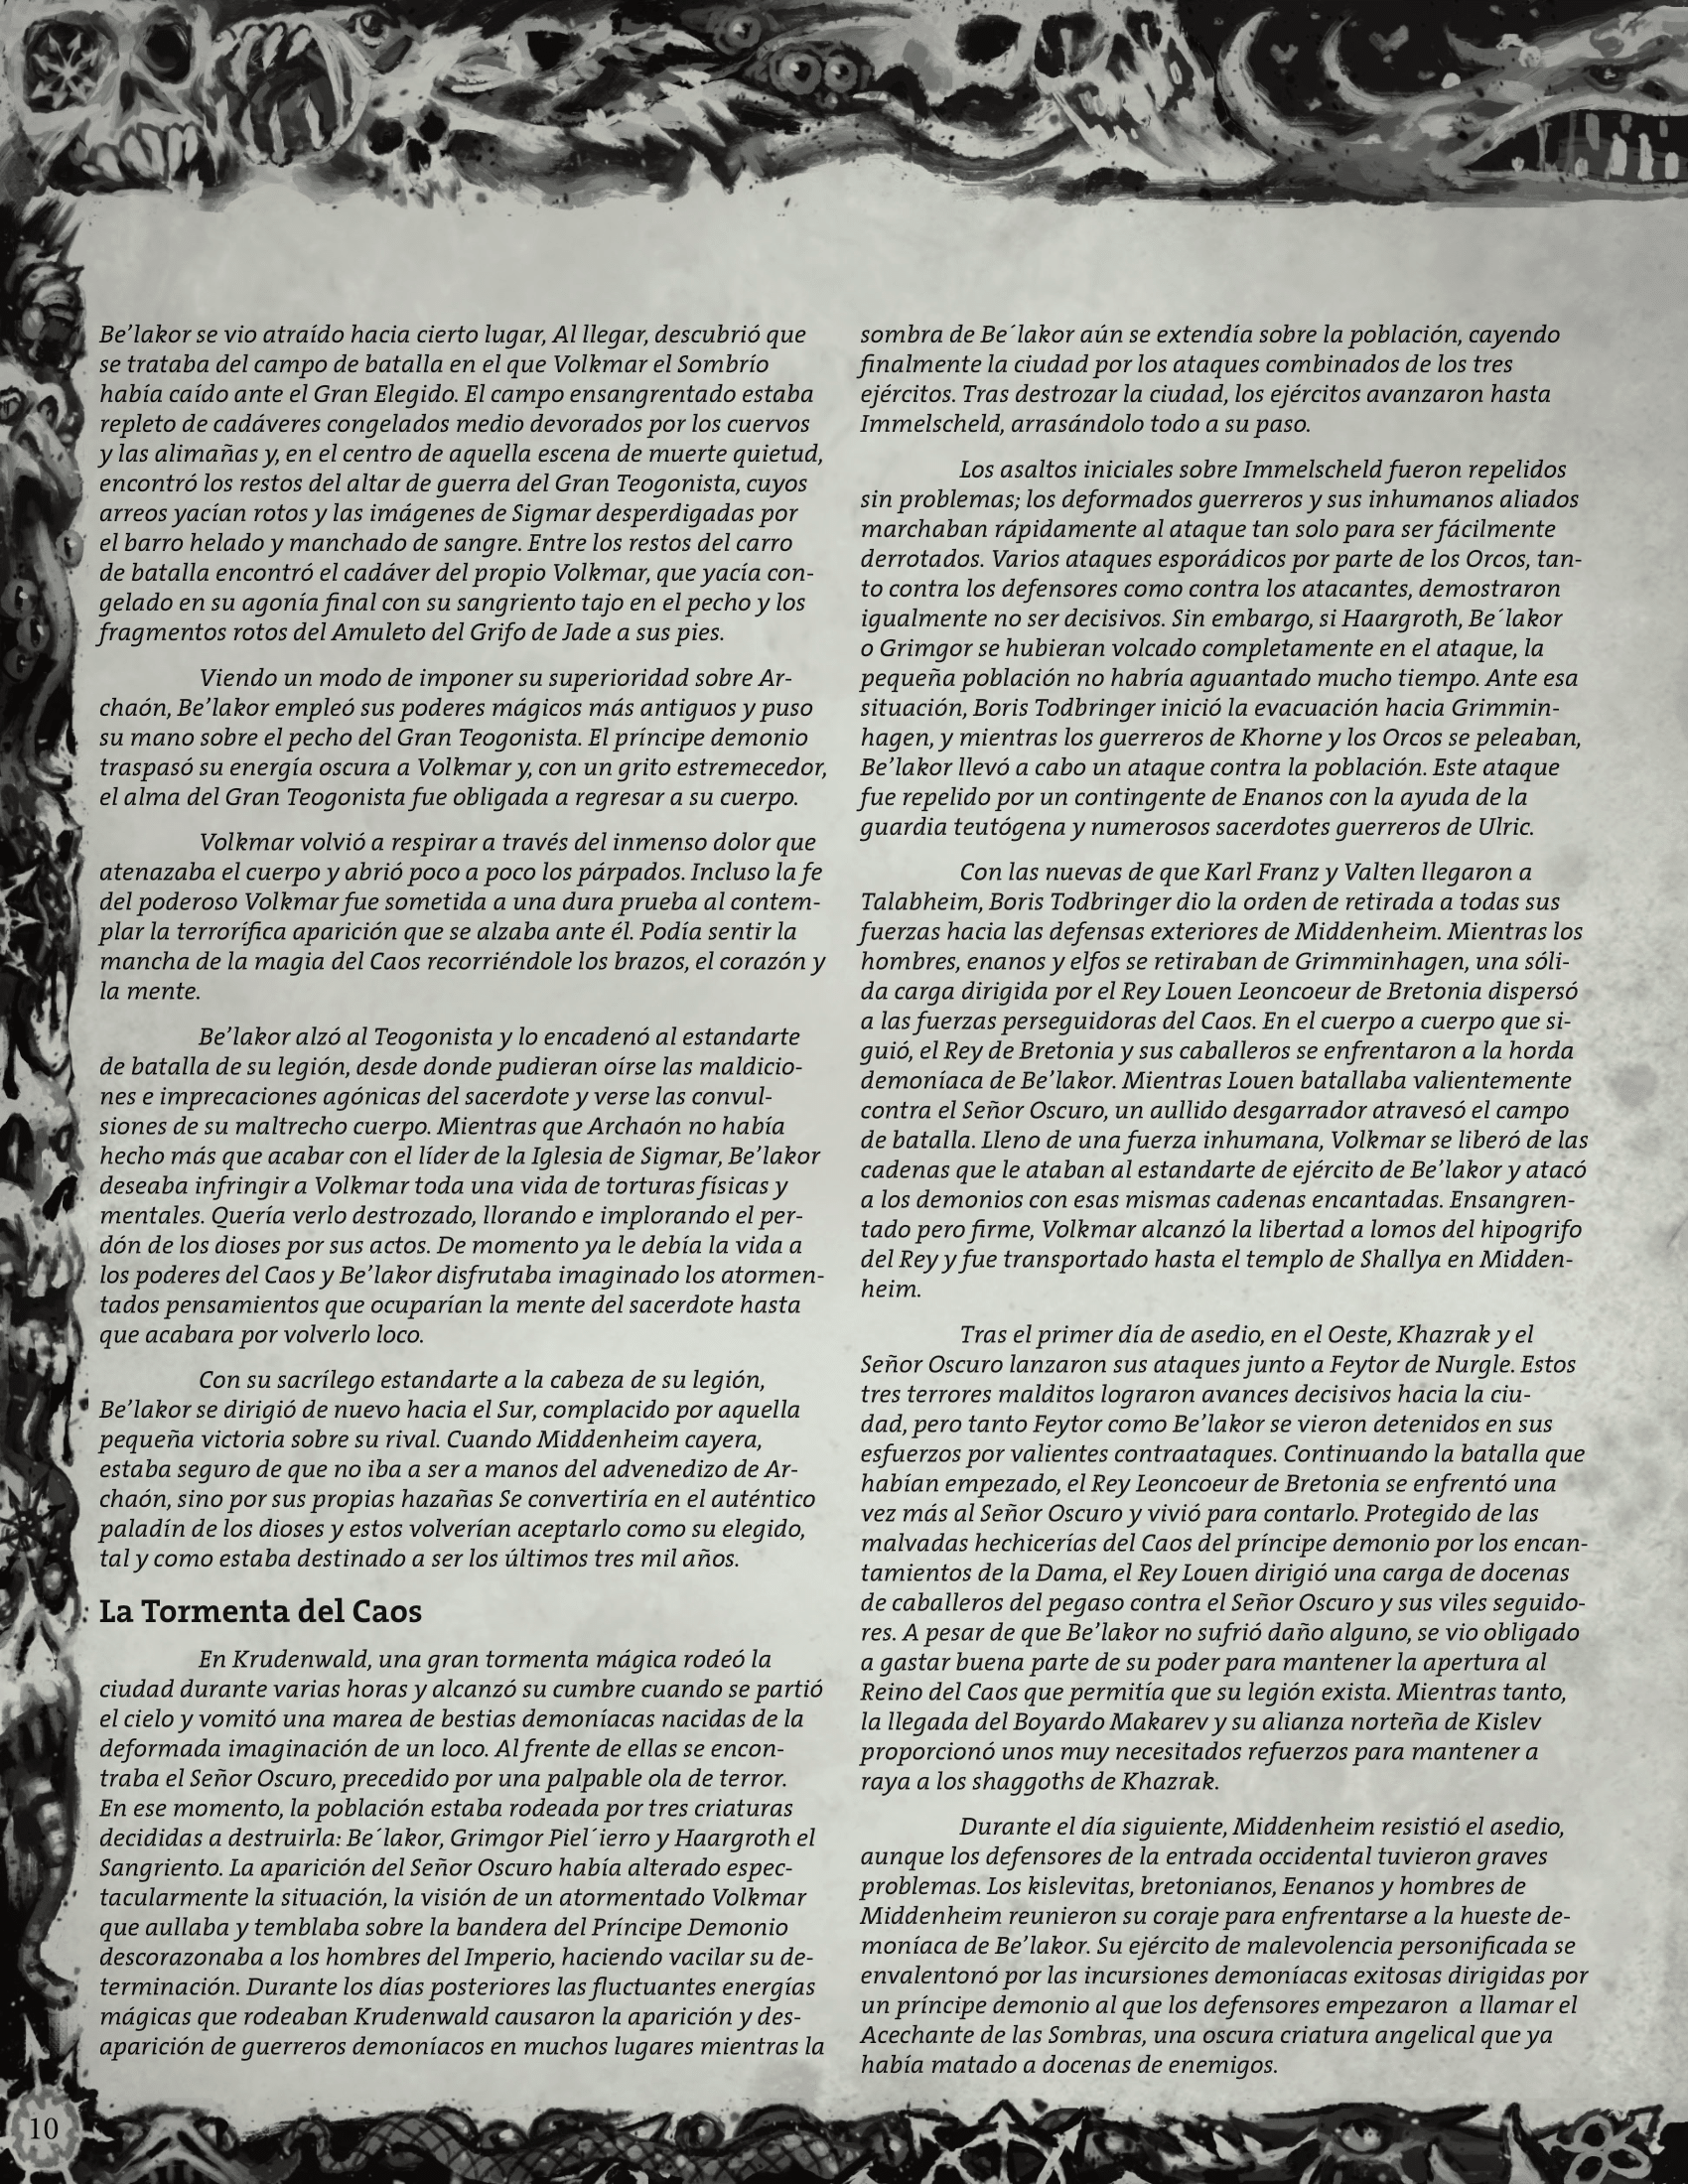 Be’lakor se vio atraído hacia cierto lugar, Al llegar, descubrió que
se trataba del campo de batalla en el que Volkmar el Sombrío
había caído ante el Gran Elegido. El campo ensangrentado estaba
repleto de cadáveres congelados medio devorados por los cuervos
y las alimañas y, en el centro de aquella escena de muerte quietud,
encontró los restos del altar de guerra del Gran Teogonista, cuyos
arreos yacían rotos y las imágenes de Sigmar desperdigadas por
el barro helado y manchado de sangre. Entre los restos del carro
de batalla encontró el cadáver del propio Volkmar, que yacía con-
gelado en su agonía final con su sangriento tajo en el pecho y los
fragmentos rotos del Amuleto del Grifo de Jade a sus pies.
Viendo un modo de imponer su superioridad sobre Ar-
chaón, Be’lakor empleó sus poderes mágicos más antiguos y puso
su mano sobre el pecho del Gran Teogonista. El príncipe demonio
traspasó su energía oscura a Volkmar y, con un grito estremecedor,
el alma del Gran Teogonista fue obligada a regresar a su cuerpo.
Volkmar volvió a respirar a través del inmenso dolor que
atenazaba el cuerpo y abrió poco a poco los párpados. Incluso la fe
del poderoso Volkmar fue sometida a una dura prueba al contem-
plar la terrorífica aparición que se alzaba ante él. Podía sentir la
mancha de la magia del Caos recorriéndole los brazos, el corazón y
la mente.
Be’lakor alzó al Teogonista y lo encadenó al estandarte
de batalla de su legión, desde donde pudieran oírse las maldicio-
nes e imprecaciones agónicas del sacerdote y verse las convul-
siones de su maltrecho cuerpo. Mientras que Archaón no había
hecho más que acabar con el líder de la Iglesia de Sigmar, Be’lakor
deseaba infringir a Volkmar toda una vida de torturas físicas y
mentales. Quería verlo destrozado, llorando e implorando el per-
dón de los dioses por sus actos. De momento ya le debía la vida a
los poderes del Caos y Be’lakor disfrutaba imaginado los atormen-
tados pensamientos que ocuparían la mente del sacerdote hasta
que acabara por volverlo loco.
Con su sacrílego estandarte a la cabeza de su legión,
Be’lakor se dirigió de nuevo hacia el Sur, complacido por aquella
pequeña victoria sobre su rival. Cuando Middenheim cayera,
estaba seguro de que no iba a ser a manos del advenedizo de Ar-
chaón, sino por sus propias hazañas Se convertiría en el auténtico
paladín de los dioses y estos volverían aceptarlo como su elegido,
tal y como estaba destinado a ser los últimos tres mil años.
La Tormenta del Caos
En Krudenwald, una gran tormenta mágica rodeó la
ciudad durante varias horas y alcanzó su cumbre cuando se partió
el cielo y vomitó una marea de bestias demoníacas nacidas de la
deformada imaginación de un loco. Al frente de ellas se encon-
traba el Señor Oscuro, precedido por una palpable ola de terror.
En ese momento, la población estaba rodeada por tres criaturas
decididas a destruirla: Be´lakor, Grimgor Piel´ierro y Haargroth el
Sangriento. La aparición del Señor Oscuro había alterado espec-
tacularmente la situación, la visión de un atormentado Volkmar
que aullaba y temblaba sobre la bandera del Príncipe Demonio
descorazonaba a los hombres del Imperio, haciendo vacilar su de-
terminación. Durante los días posteriores las fluctuantes energías
mágicas que rodeaban Krudenwald causaron la aparición y des-
aparición de guerreros demoníacos en muchos lugares mientras la
sombra de Be´lakor aún se extendía sobre la población, cayendo
finalmente la ciudad por los ataques combinados de los tres
ejércitos. Tras destrozar la ciudad, los ejércitos avanzaron hasta
Immelscheld, arrasándolo todo a su paso.
Los asaltos iniciales sobre Immelscheld fueron repelidos
sin problemas; los deformados guerreros y sus inhumanos aliados
marchaban rápidamente al ataque tan solo para ser fácilmente
derrotados. Varios ataques esporádicos por parte de los Orcos, tan-
to contra los defensores como contra los atacantes, demostraron
igualmente no ser decisivos. Sin embargo, si Haargroth, Be´lakor
o Grimgor se hubieran volcado completamente en el ataque, la
pequeña población no habría aguantado mucho tiempo. Ante esa
situación, Boris Todbringer inició la evacuación hacia Grimmin-
hagen, y mientras los guerreros de Khorne y los Orcos se peleaban,
Be’lakor llevó a cabo un ataque contra la población. Este ataque
fue repelido por un contingente de Enanos con la ayuda de la
guardia teutógena y numerosos sacerdotes guerreros de Ulric.
Con las nuevas de que Karl Franz y Valten llegaron a
Talabheim, Boris Todbringer dio la orden de retirada a todas sus
fuerzas hacia las defensas exteriores de Middenheim. Mientras los
hombres, enanos y elfos se retiraban de Grimminhagen, una sóli-
da carga dirigida por el Rey Louen Leoncoeur de Bretonia dispersó
a las fuerzas perseguidoras del Caos. En el cuerpo a cuerpo que si-
guió, el Rey de Bretonia y sus caballeros se enfrentaron a la horda
demoníaca de Be’lakor. Mientras Louen batallaba valientemente
contra el Señor Oscuro, un aullido desgarrador atravesó el campo
de batalla. Lleno de una fuerza inhumana, Volkmar se liberó de las
cadenas que le ataban al estandarte de ejército de Be’lakor y atacó
a los demonios con esas mismas cadenas encantadas. Ensangren-
tado pero firme, Volkmar alcanzó la libertad a lomos del hipogrifo
del Rey y fue transportado hasta el templo de Shallya en Midden-
heim.
Tras el primer día de asedio, en el Oeste, Khazrak y el
Señor Oscuro lanzaron sus ataques junto a Feytor de Nurgle. Estos
tres terrores malditos lograron avances decisivos hacia la ciu-
dad, pero tanto Feytor como Be’lakor se vieron detenidos en sus
esfuerzos por valientes contraataques. Continuando la batalla que
habían empezado, el Rey Leoncoeur de Bretonia se enfrentó una
vez más al Señor Oscuro y vivió para contarlo. Protegido de las
malvadas hechicerías del Caos del príncipe demonio por los encan-
tamientos de la Dama, el Rey Louen dirigió una carga de docenas
de caballeros del pegaso contra el Señor Oscuro y sus viles seguido-
res. A pesar de que Be’lakor no sufrió daño alguno, se vio obligado
a gastar buena parte de su poder para mantener la apertura al
Reino del Caos que permitía que su legión exista. Mientras tanto,
la llegada del Boyardo Makarev y su alianza norteña de Kislev
proporcionó unos muy necesitados refuerzos para mantener a
raya a los shaggoths de Khazrak.
Durante el día siguiente, Middenheim resistió el asedio,
aunque los defensores de la entrada occidental tuvieron graves
problemas. Los kislevitas, bretonianos, Eenanos y hombres de
Middenheim reunieron su coraje para enfrentarse a la hueste de-
moníaca de Be’lakor. Su ejército de malevolencia personificada se
envalentonó por las incursiones demoníacas exitosas dirigidas por
un príncipe demonio al que los defensores empezaron  a llamar el
Acechante de las Sombras, una oscura criatura angelical que ya
había matado a docenas de enemigos.
10